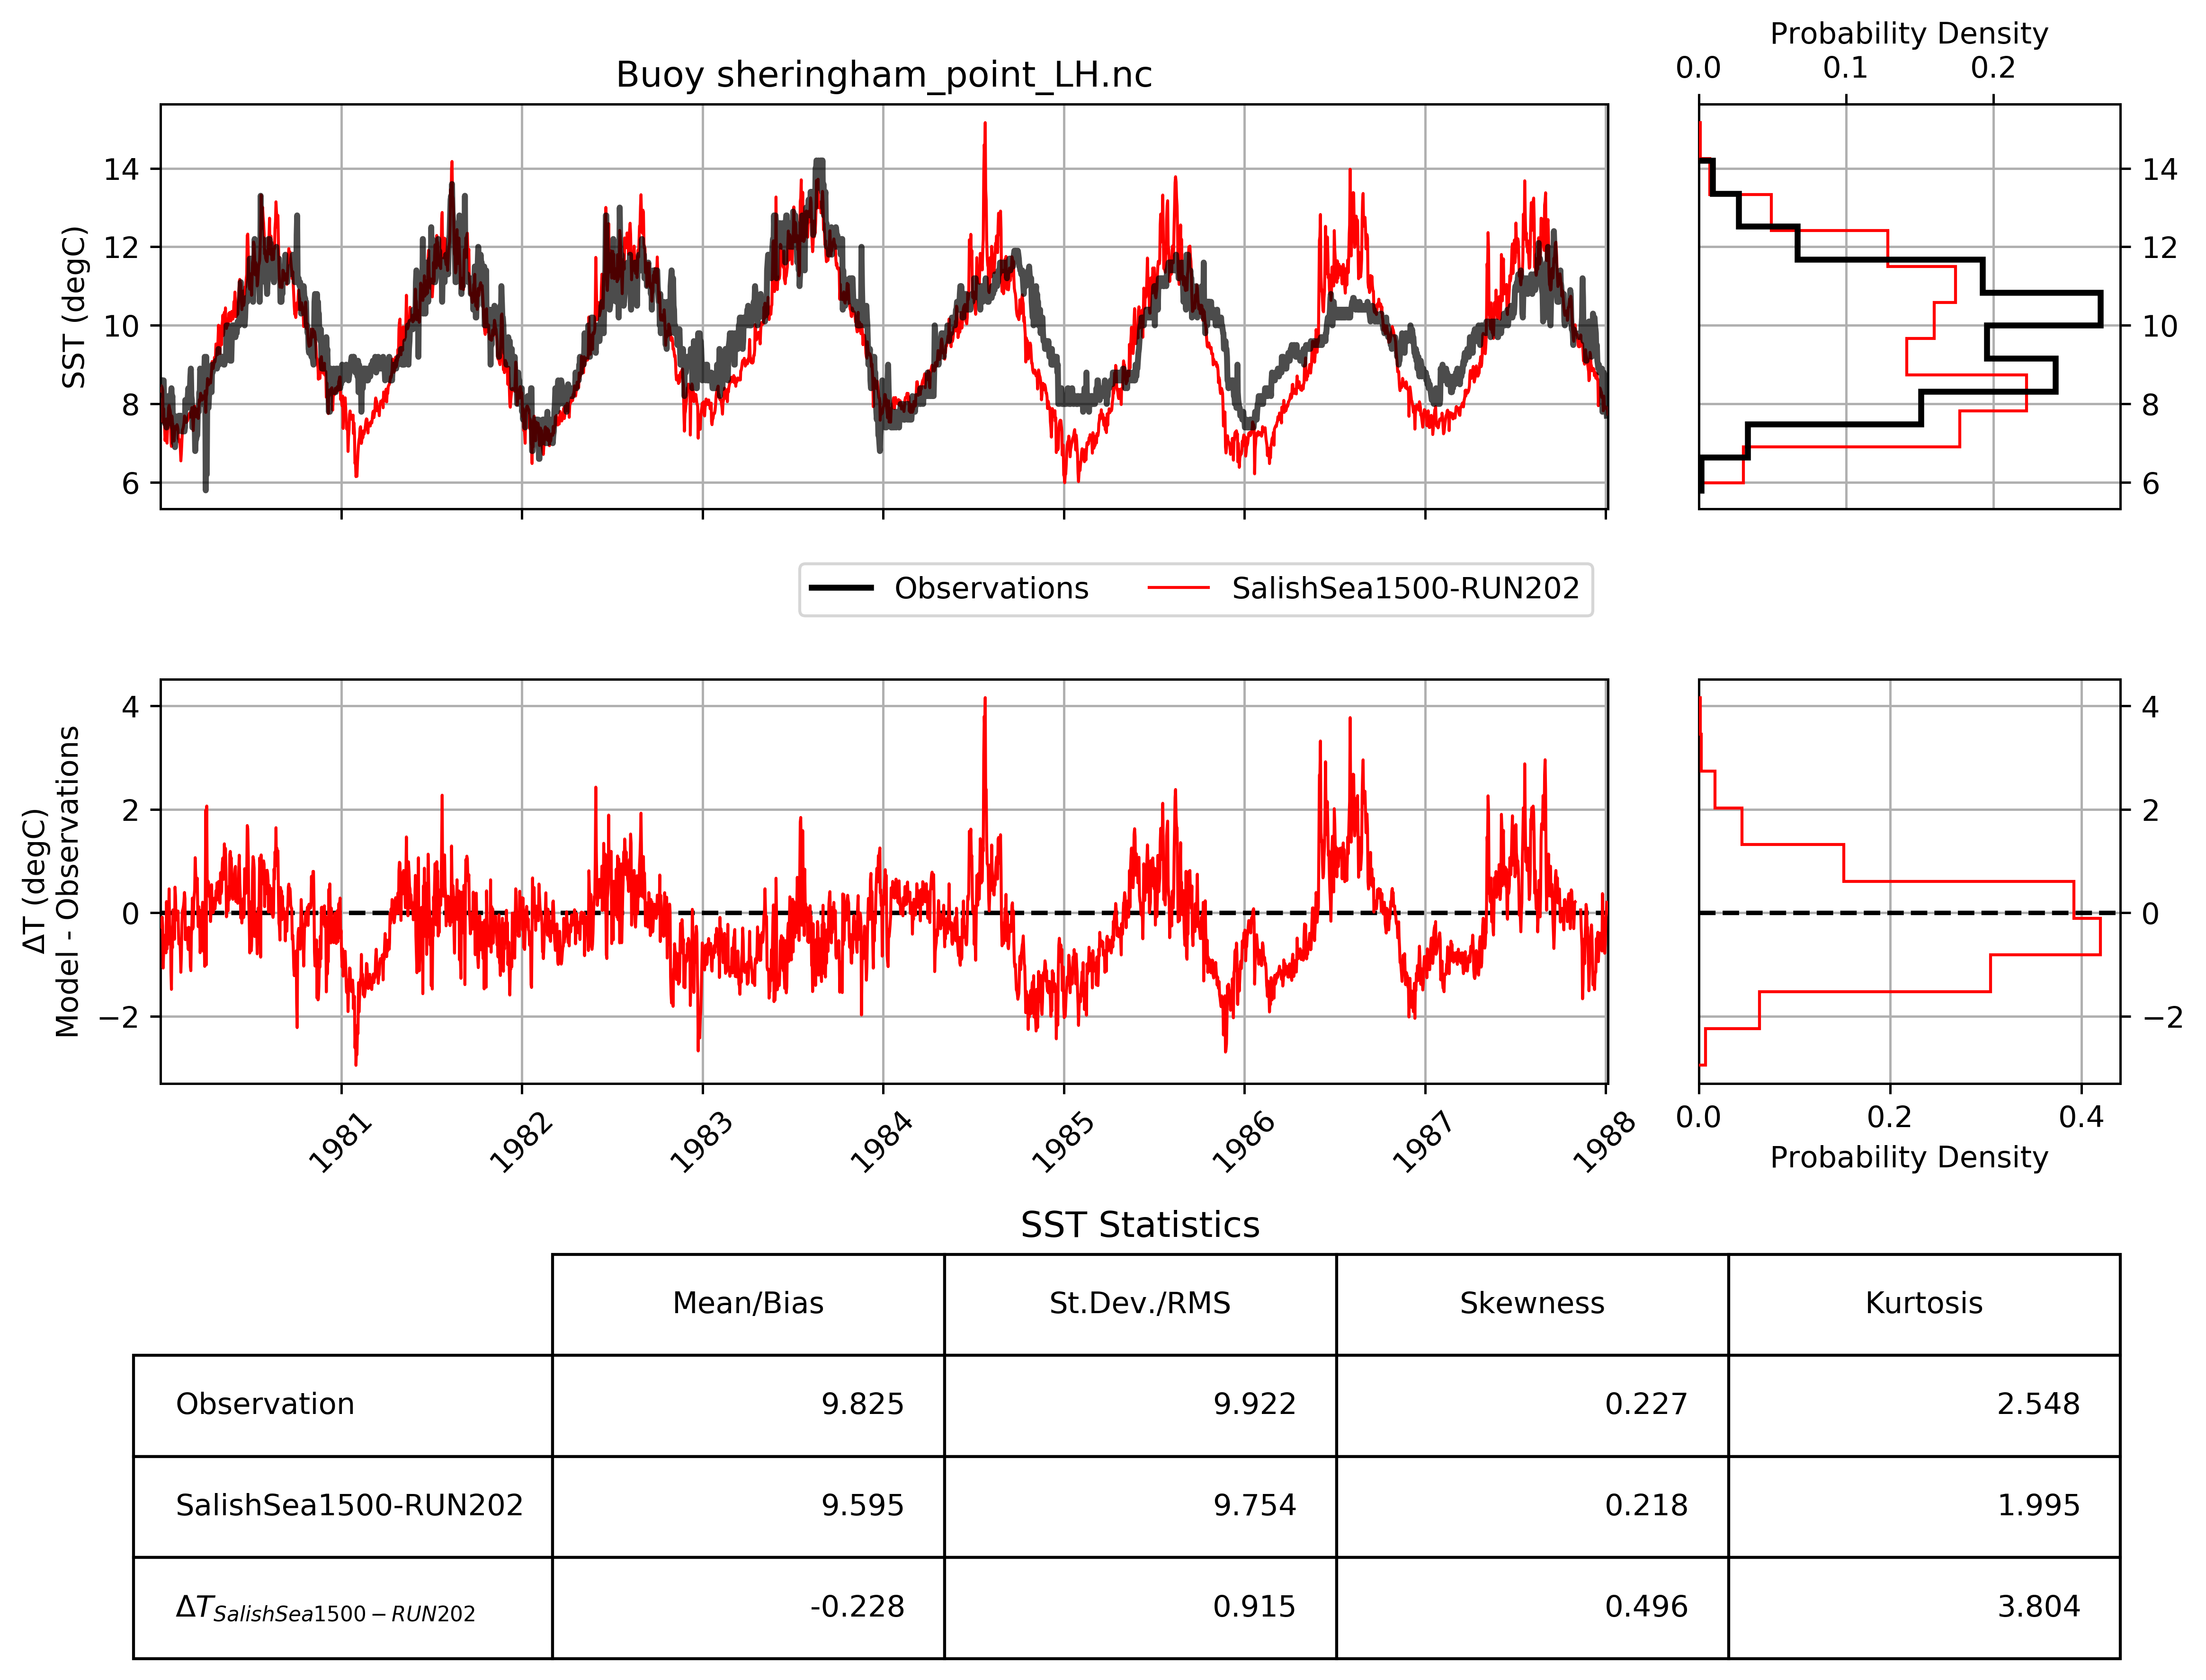 Probability Density
0.0 0.1 0.2
Buoy sheringham_point_LH.nc
SST (degC)
14
12
10
8
6
14
12
10
8
6
Observations SalishSea1500-RUN202
ΔT (degC)
Model - Observations
4
2
0
−2
4
2
0
−2
1981 1982 1983 1984 1985 1986 1987 1988
0.0 0.2 0.4
Probability Density
SST Statistics
Mean/Bias St.Dev./RMS Skewness Kurtosis
Observation 9.825 9.922 0.227 2.548
SalishSea1500-RUN202 9.595 9.754 0.218 1.995
ΔT SalishSea1500−RUN202 -0.228 0.915 0.496 3.804